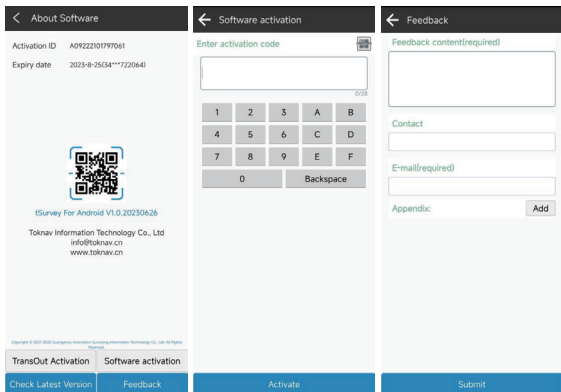 About Software
Activation ID A09222101797061
Expiry date 2023-8-25(34***722064)
tSurvey For Android V1.0.20230626
Toknav Information Technology Co., Ltd
info@toknav.cn
www.toknav.cn
TransOut Activation Software activation
Check Latest Version Feedback
Software activation
Enter activation code
0/28
1 2 3 A B
4 5 6 C D
7 8 9 E F
0 Backspace
Activate
Feedback
Feedback content(required)
Contact
E-mail(required)
Appendix: Add
Submit